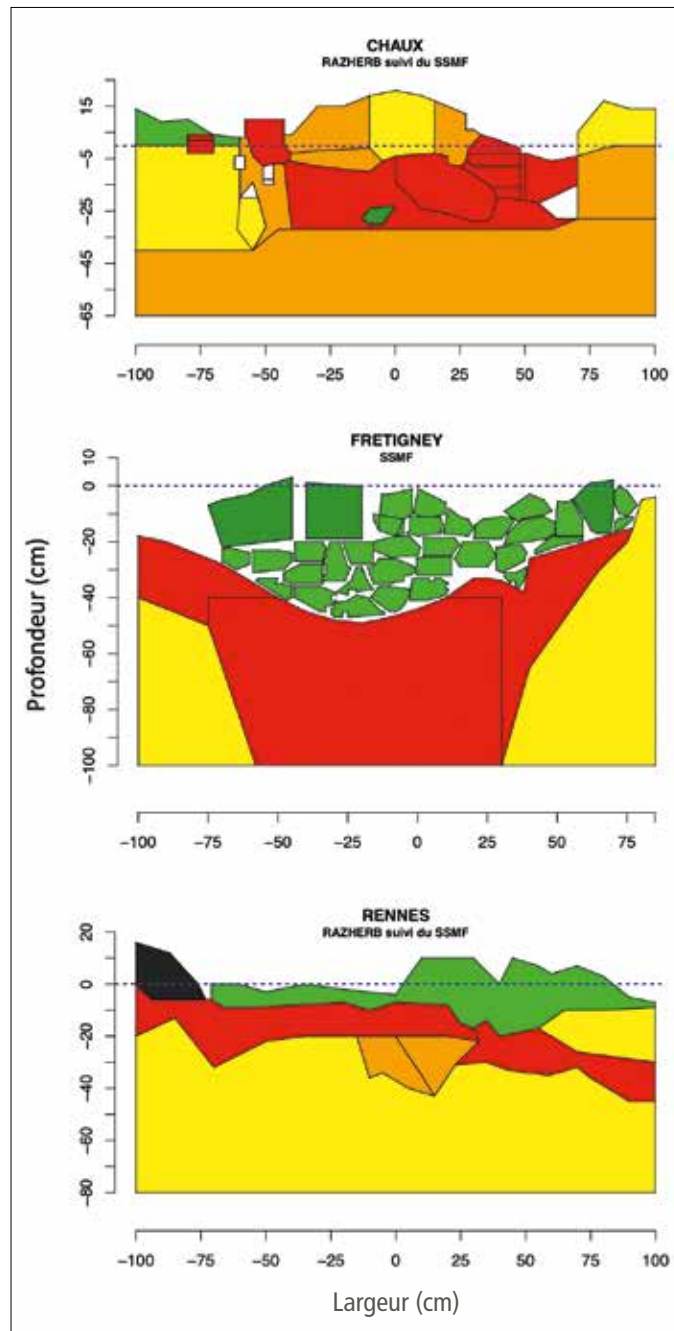 CHAUX
RAZHERB suivi du SSMF
15
-5
-25
-45
-65
-100 -75 -50 -25 0 25 50 75 100
FRETIGNEY
SSMF
10
0
-20
-40
-60
-80
-100
-100 -75 -50 -25 0 25 50 75
Profondeur (cm)
RENNES
RAZHERB suivi du SSMF
20
0
-20
-40
-60
-80
-100 -75 -50 -25 0 25 50 75 100
Largeur (cm)